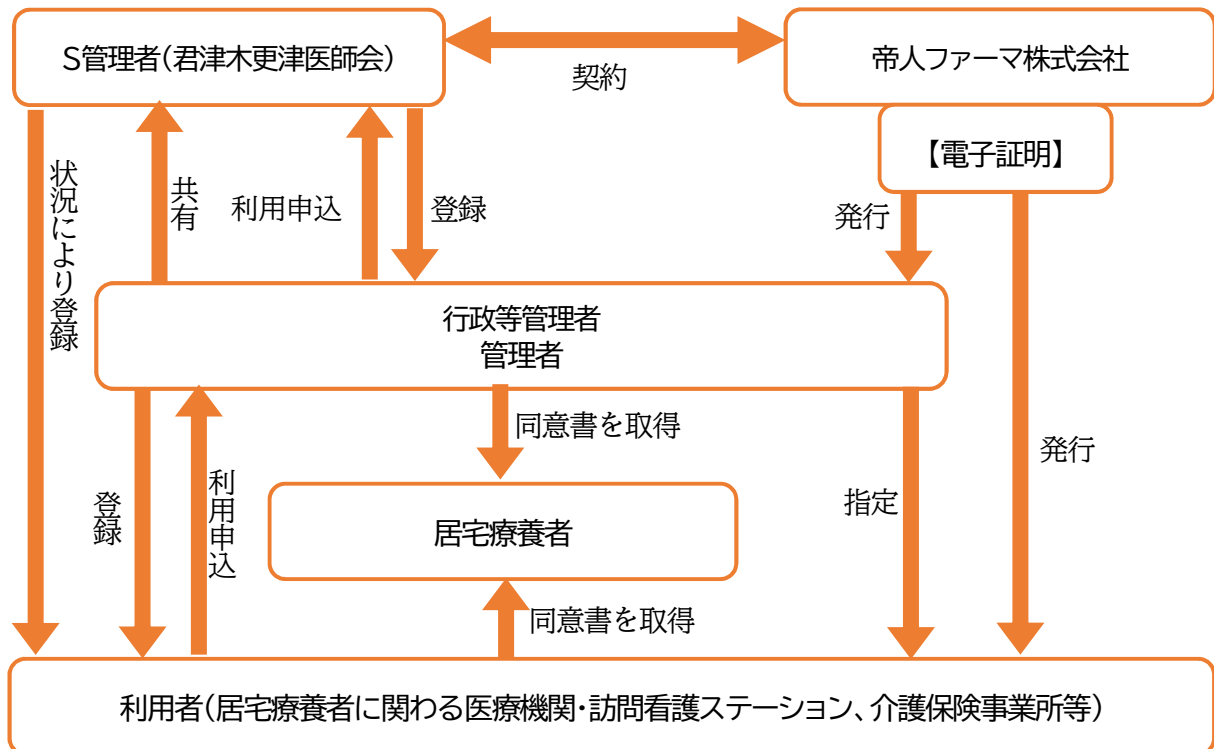 S管理者(君津木更津医師会)
契約
帝人ファーマ株式会社
【電子証明】
状況により登録
共有
利用申込
登録
発行
行政等管理者
管理者
同意書を取得
登録
利用申込
居宅療養者
指定
発行
同意書を取得
利用者(居宅療養者に関わる医療機関・訪問看護ステーション、介護保険事業所等)